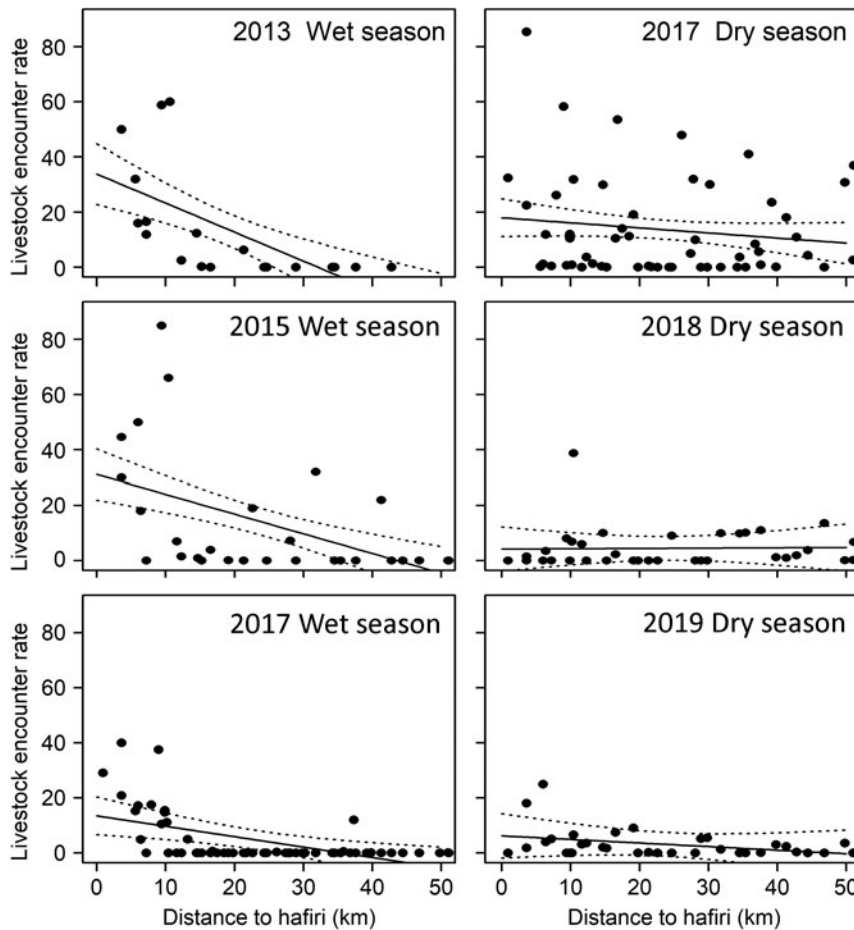 2013 Wet season
2017 Dry season
Livestock encounter rate
80
60
40
20
0
2015 Wet season
2018 Dry season
Livestock encounter rate
80
60
40
20
0
2017 Wet season
2019 Dry season
Livestock encounter rate
80
60
40
20
0
0 10 20 30 40 50
0 10 20 30 40 50
Distance to hafiri (km)
Distance to hafiri (km)